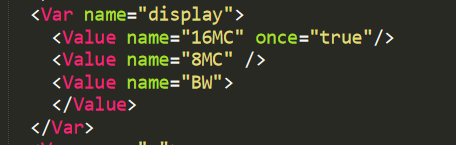 <Var name="display">
<Value name="16MC" once="true"/>
<Value name="8MC" />
<Value name="BW">
</Value>
</Var>